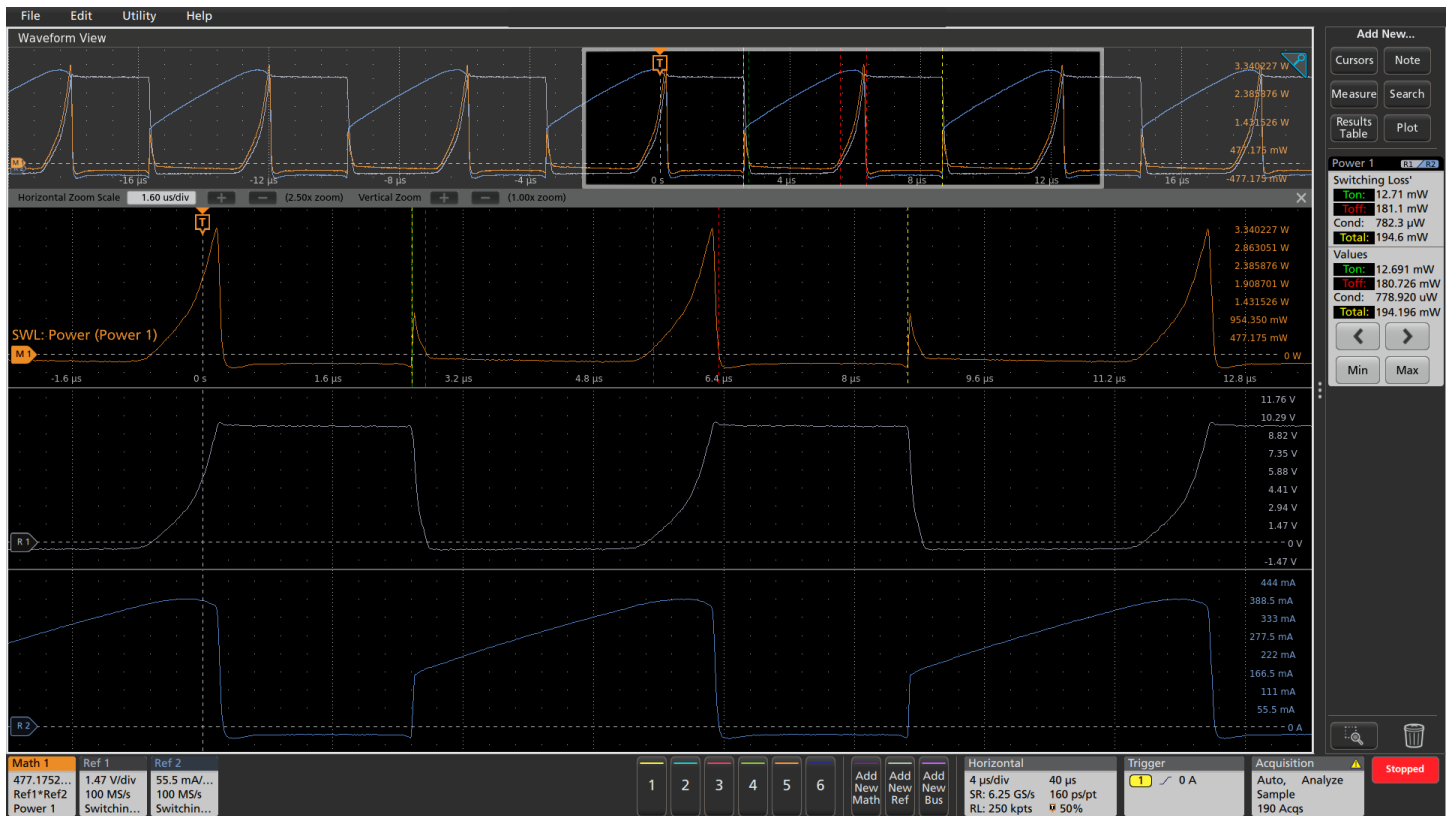 File Edit Utility Help
Waveform View
Add New...
Cursors Note
Measure Search
Results Table Plot
T
3.340227 W
2.385876 W
1.431526 W
477.175 mW
-477.175 mW
M
-16 µs -12 µs -8 µs -4 µs 0 s 4 µs 8 µs 12 µs 16 µs
Horizontal Zoom Scale 1.60 us/div + − (2.50x zoom) Vertical Zoom + − (1.00x zoom)
T
3.340227 W
2.863051 W
2.385876 W
1.908701 W
1.431526 W
954.350 mW
477.175 mW
0 W
SWL: Power (Power 1)
M 1
-1.6 µs 0 s 1.6 µs 3.2 µs 4.8 µs 6.4 µs 8 µs 9.6 µs 11.2 µs 12.8 µs
11.76 V
10.29 V
8.82 V
7.35 V
5.88 V
4.41 V
2.94 V
1.47 V
0 V
-1.47 V
R 1
444 mA
388.5 mA
333 mA
277.5 mA
222 mA
166.5 mA
111 mA
55.5 mA
0 A
R 2
Power 1 R1 R2
Switching Loss'
Ton: 12.71 mW
Toff: 181.1 mW
Cond: 782.3 µW
Total: 194.6 mW
Values
Ton: 12.691 mW
Toff: 180.726 mW
Cond: 778.920 uW
Total: 194.196 mW
Min Max
Math 1
477.1752...
Ref1*Ref2
Power 1
Ref 1
1.47 V/div
100 MS/s
Switchin...
Ref 2
55.5 mA/...
100 MS/s
Switchin...
1 2 3 4 5 6
Add New Math
Add New Ref
Add New Bus
Horizontal
4 µs/div 40 µs
SR: 6.25 GS/s 160 ps/pt
RL: 250 kpts 50%
Trigger
1 0 A
Acquisition
Auto, Analyze
Sample
190 Acqs
Stopped